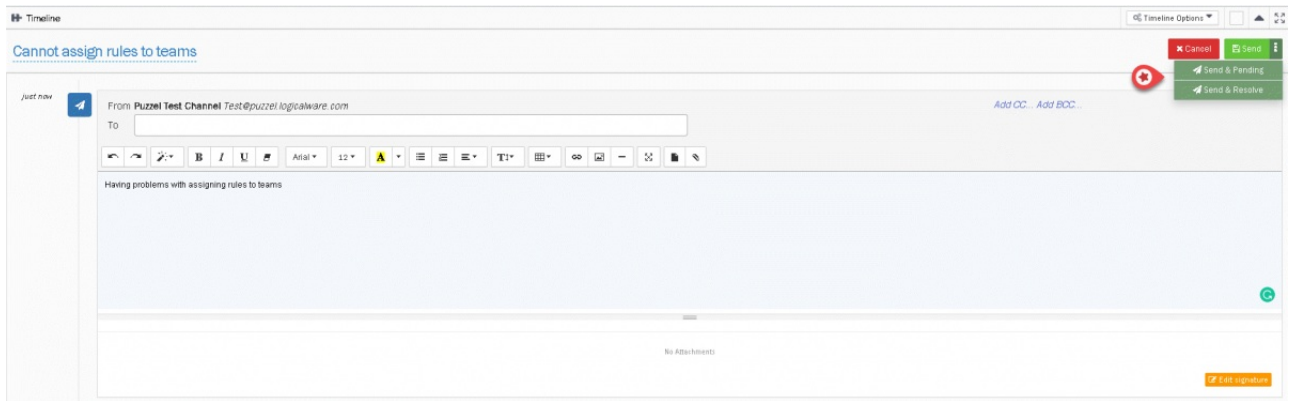 Timeline
Timeline Options
Cannot assign rules to teams
Cancel
Send
Send & Pending
Send & Resolve
just now
From Puzzel Test Channel Test@puzzel.logicalware.com
Add CC... Add BCC...
To
B I U Arial 12 A T
Having problems with assigning rules to teams
No Attachments
Edit signature